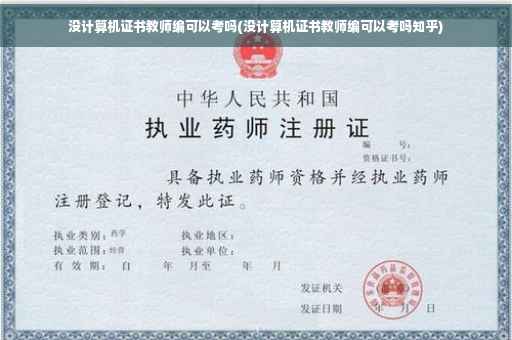 没计算机证书教师编可以考吗(没计算机证书教师编可以考吗知乎)
中华人民共和国
执业药师注册证
编 号:
资格证书号:
具备执业药师资格并经执业药师
注册登记，特发此证。
执业类别: 药学 执业地区:
执业范围: 经营 执业单位:
有 效 期: 自 年 月至 年 月
发证机关 (
发证日期 年 月 日